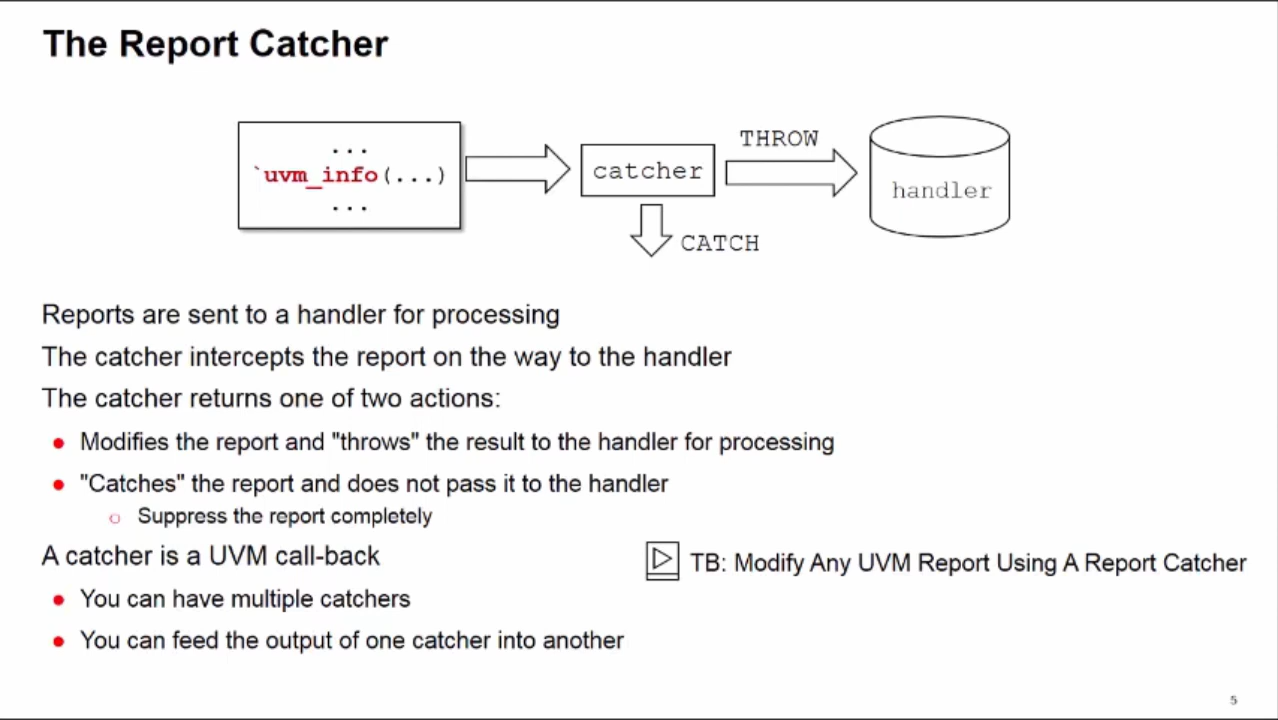 The Report Catcher
...
`uvm_info(...)
...
catcher
THROW
handler
CATCH
Reports are sent to a handler for processing
The catcher intercepts the report on the way to the handler
The catcher returns one of two actions:
Modifies the report and "throws" the result to the handler for processing
"Catches" the report and does not pass it to the handler
Suppress the report completely
A catcher is a UVM call-back
TB: Modify Any UVM Report Using A Report Catcher
You can have multiple catchers
You can feed the output of one catcher into another
5